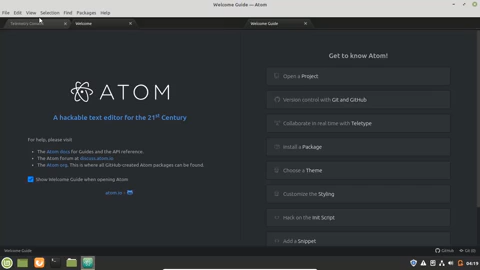 Welcome Guide — Atom
File Edit View Selection Find Packages Help
Telemetry Consent
Welcome
Welcome Guide
ATOM
A hackable text editor for the 21st Century
For help, please visit
• The Atom docs for Guides and the API reference.
• The Atom forum at discuss.atom.io
• The Atom org. This is where all GitHub-created Atom packages can be found.
Show Welcome Guide when opening Atom
atom.io
Get to know Atom!
Open a Project
Version control with Git and GitHub
Collaborate in real time with Teletype
Install a Package
Choose a Theme
Customize the Styling
Hack on the Init Script
Add a Snippet
Welcome Guide
GitHub
Git (0)
04:19